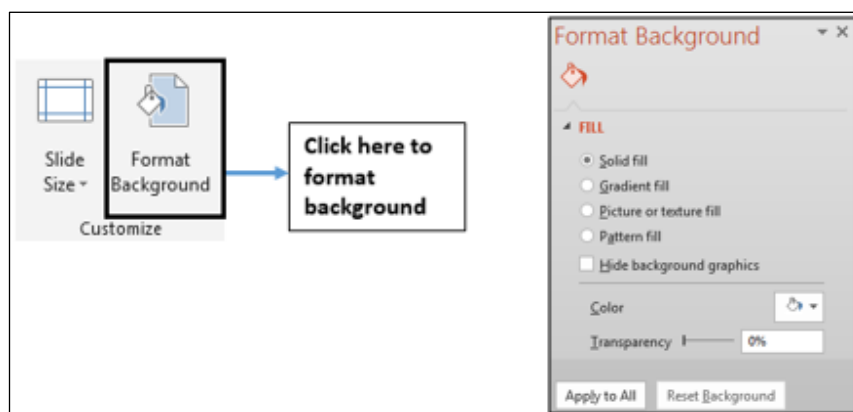 Slide
Size
Format
Background
Customize
Click here to
format
background
Format Background
FILL
Solid fill
Gradient fill
Picture or texture fill
Pattern fill
Hide background graphics
Color
Transparency
0%
Apply to All
Reset Background